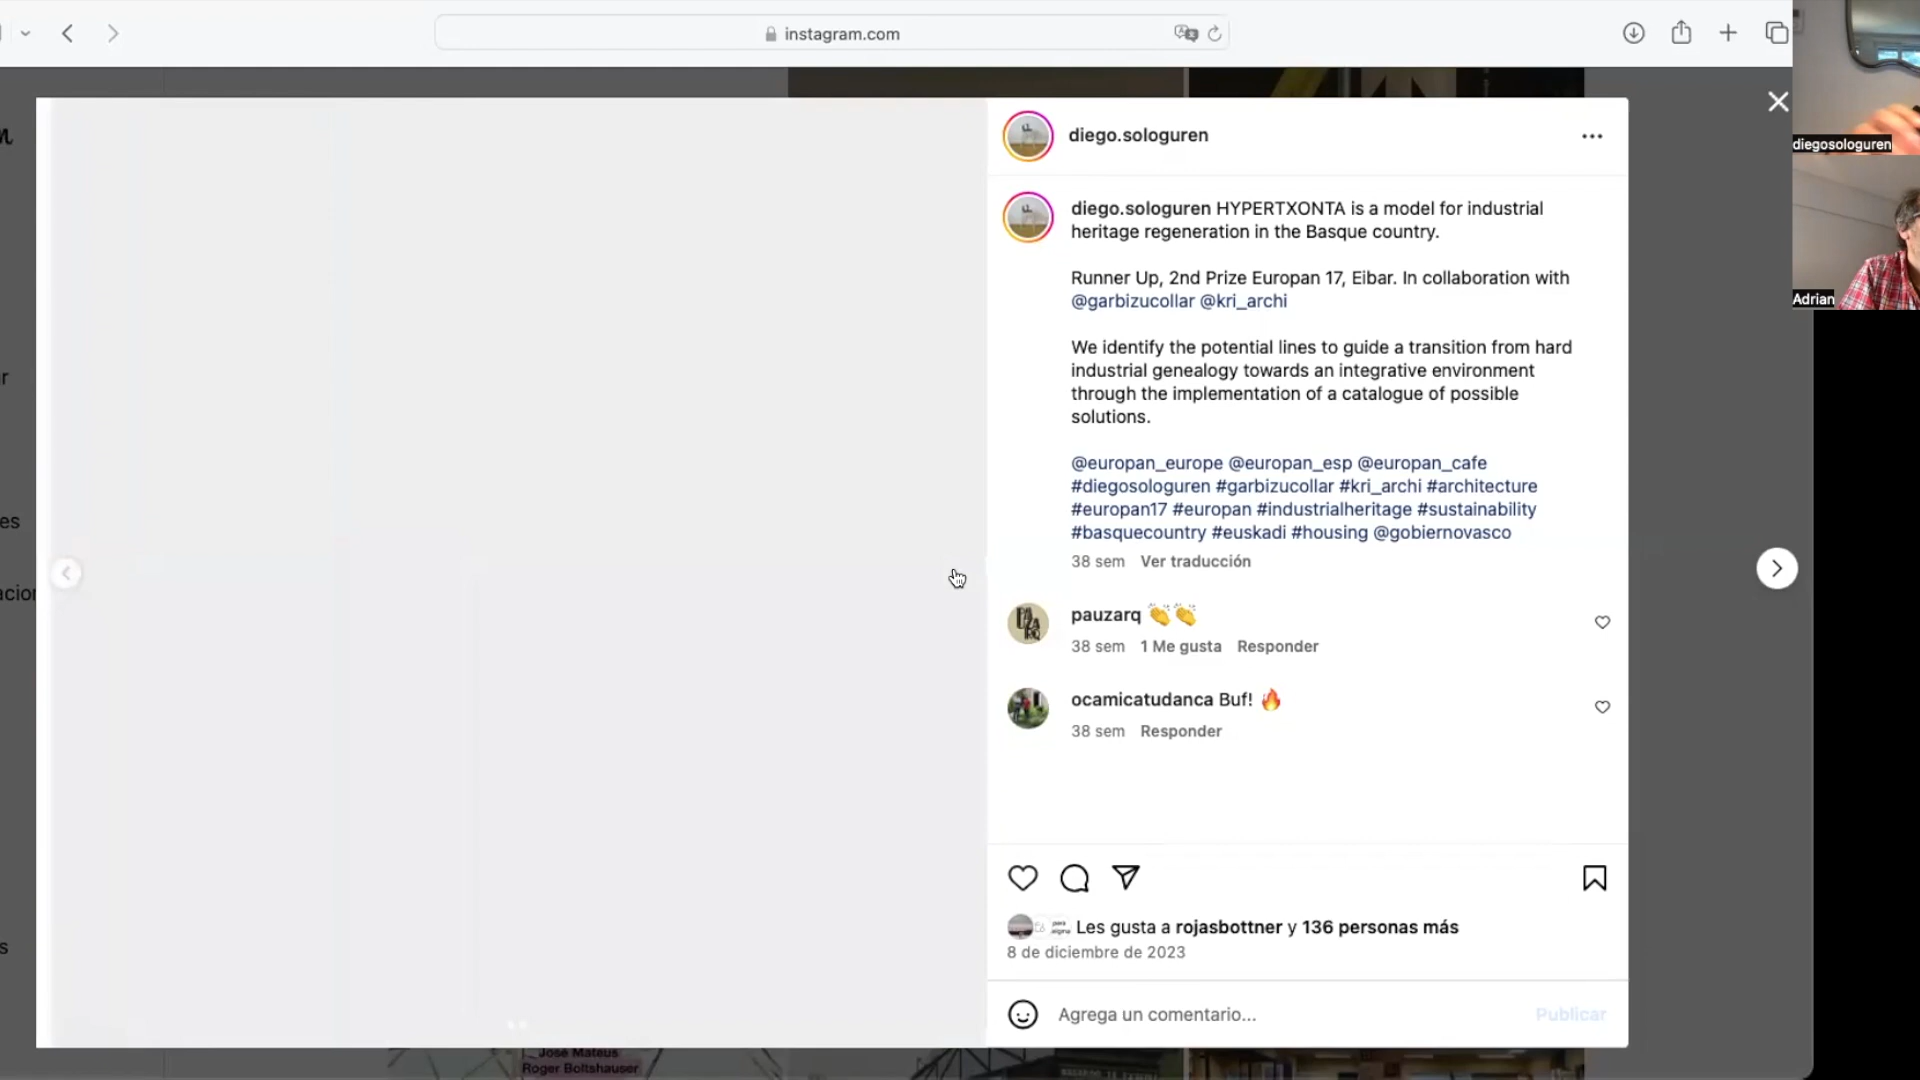 instagram.com
diego.sologuren
diegosologuren
diego.sologuren HYPERTXONTA is a model for industrial
heritage regeneration in the Basque country.
Runner Up, 2nd Prize Europan 17, Eibar. In collaboration with
@garbizucollar @kri_archi
Adrian
We identify the potential lines to guide a transition from hard
industrial genealogy towards an integrative environment
through the implementation of a catalogue of possible
solutions.
@europan_europe @europan_esp @europan_cafe
#diegosologuren #garbizucollar #kri_archi #architecture
#europan17 #europan #industrialheritage #sustainability
#basquecountry #euskadi #housing @gobiernovasco
38 sem Ver traducción
pauzarq 👏👏
38 sem 1 Me gusta Responder
ocamicatudanca Buf! 🔥
38 sem Responder
Les gusta a rojasbottner y 136 personas más
8 de diciembre de 2023
Agrega un comentario...
Publicar
José Mateus
Roger Boltshauser